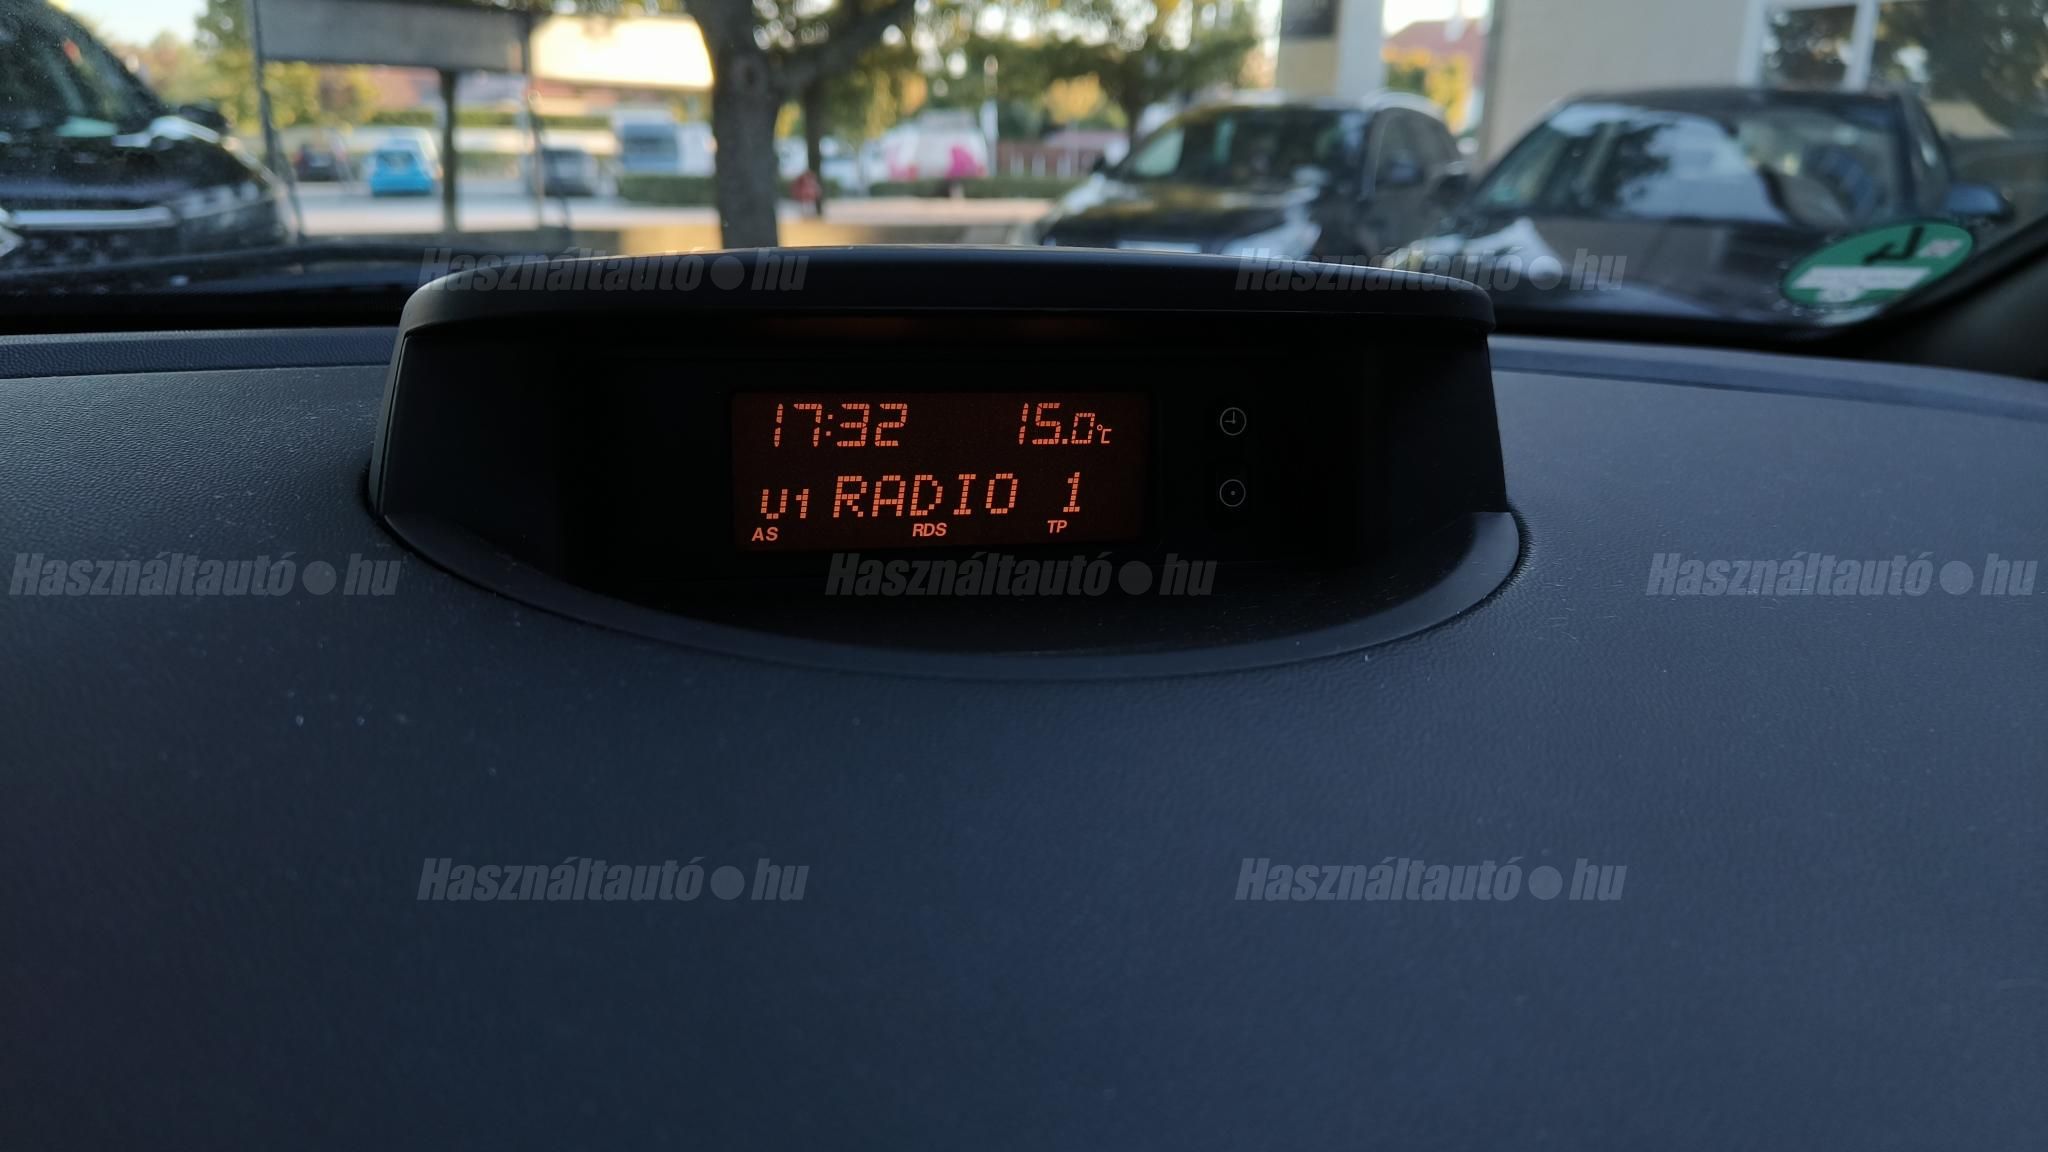 Használtautó●hu Használtautó●hu
17:32 15.0°C
U1 RADIO 1
AS RDS TP
Használtautó●hu Használtautó●hu Használtautó●hu
Használtautó●hu Használtautó●hu